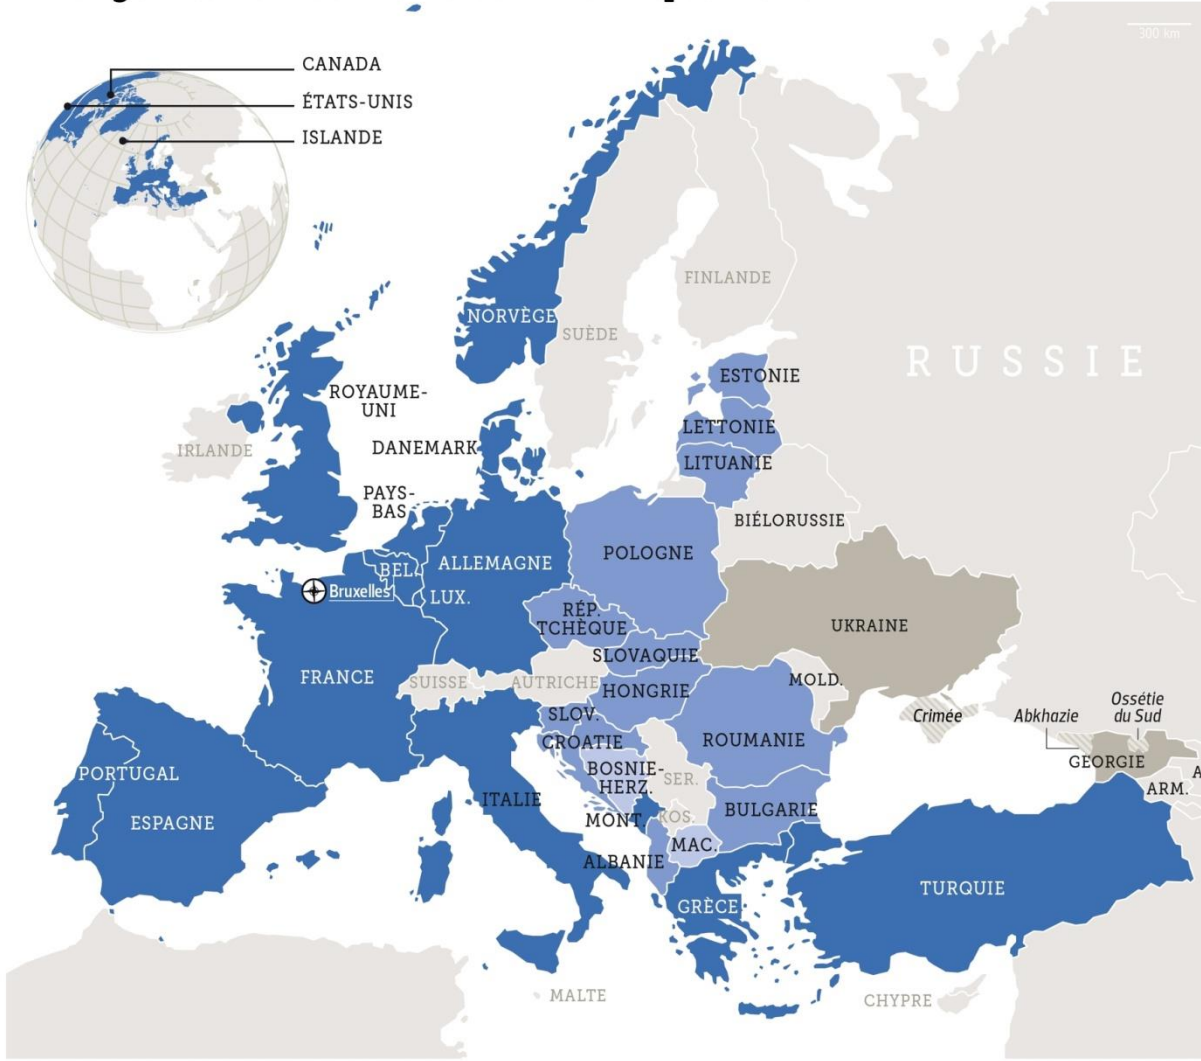 300 km
CANADA
ÉTATS-UNIS
ISLANDE
FINLANDE
NORVÈGE
SUÈDE
RUSSIE
ESTONIE
ROYAUME-
UNI
LETTONIE
DANEMARK
IRLANDE
LITUANIE
PAYS-
BAS
BIÉLORUSSIE
POLOGNE
ALLEMAGNE
BEL.
Bruxelles
LUX.
RÉP.
TCHÈQUE
UKRAINE
SLOVAQUIE
FRANCE
SUISSE
AUTRICHE
MOLD.
HONGRIE
Ossétie
du Sud
SLOV.
Crimée
Abkhazie
CROATIE
ROUMANIE
GEORGIE
BOSNIE-
HERZ.
SER.
PORTUGAL
A
ARM.
ITALIE
BULGARIE
ESPAGNE
MONT.
KOS.
MAC.
ALBANIE
TURQUIE
GRÈCE
MALTE
CHYPRE